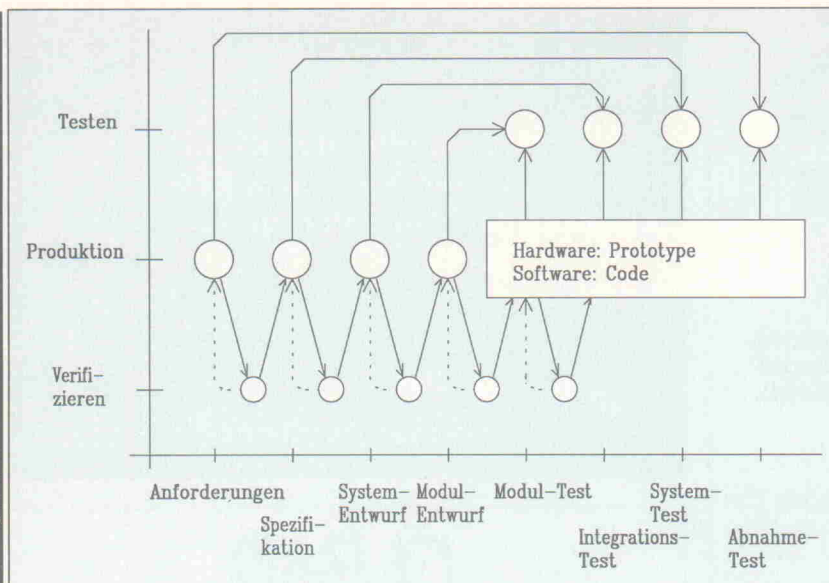 Testen
Produktion
Hardware: Prototype
Software: Code
Verifi-
zieren
Anforderungen
Spezifi-
kation
System-
Entwurf
Modul-
Entwurf
Modul-Test
Integrations-
Test
System-
Test
Abnahme-
Test